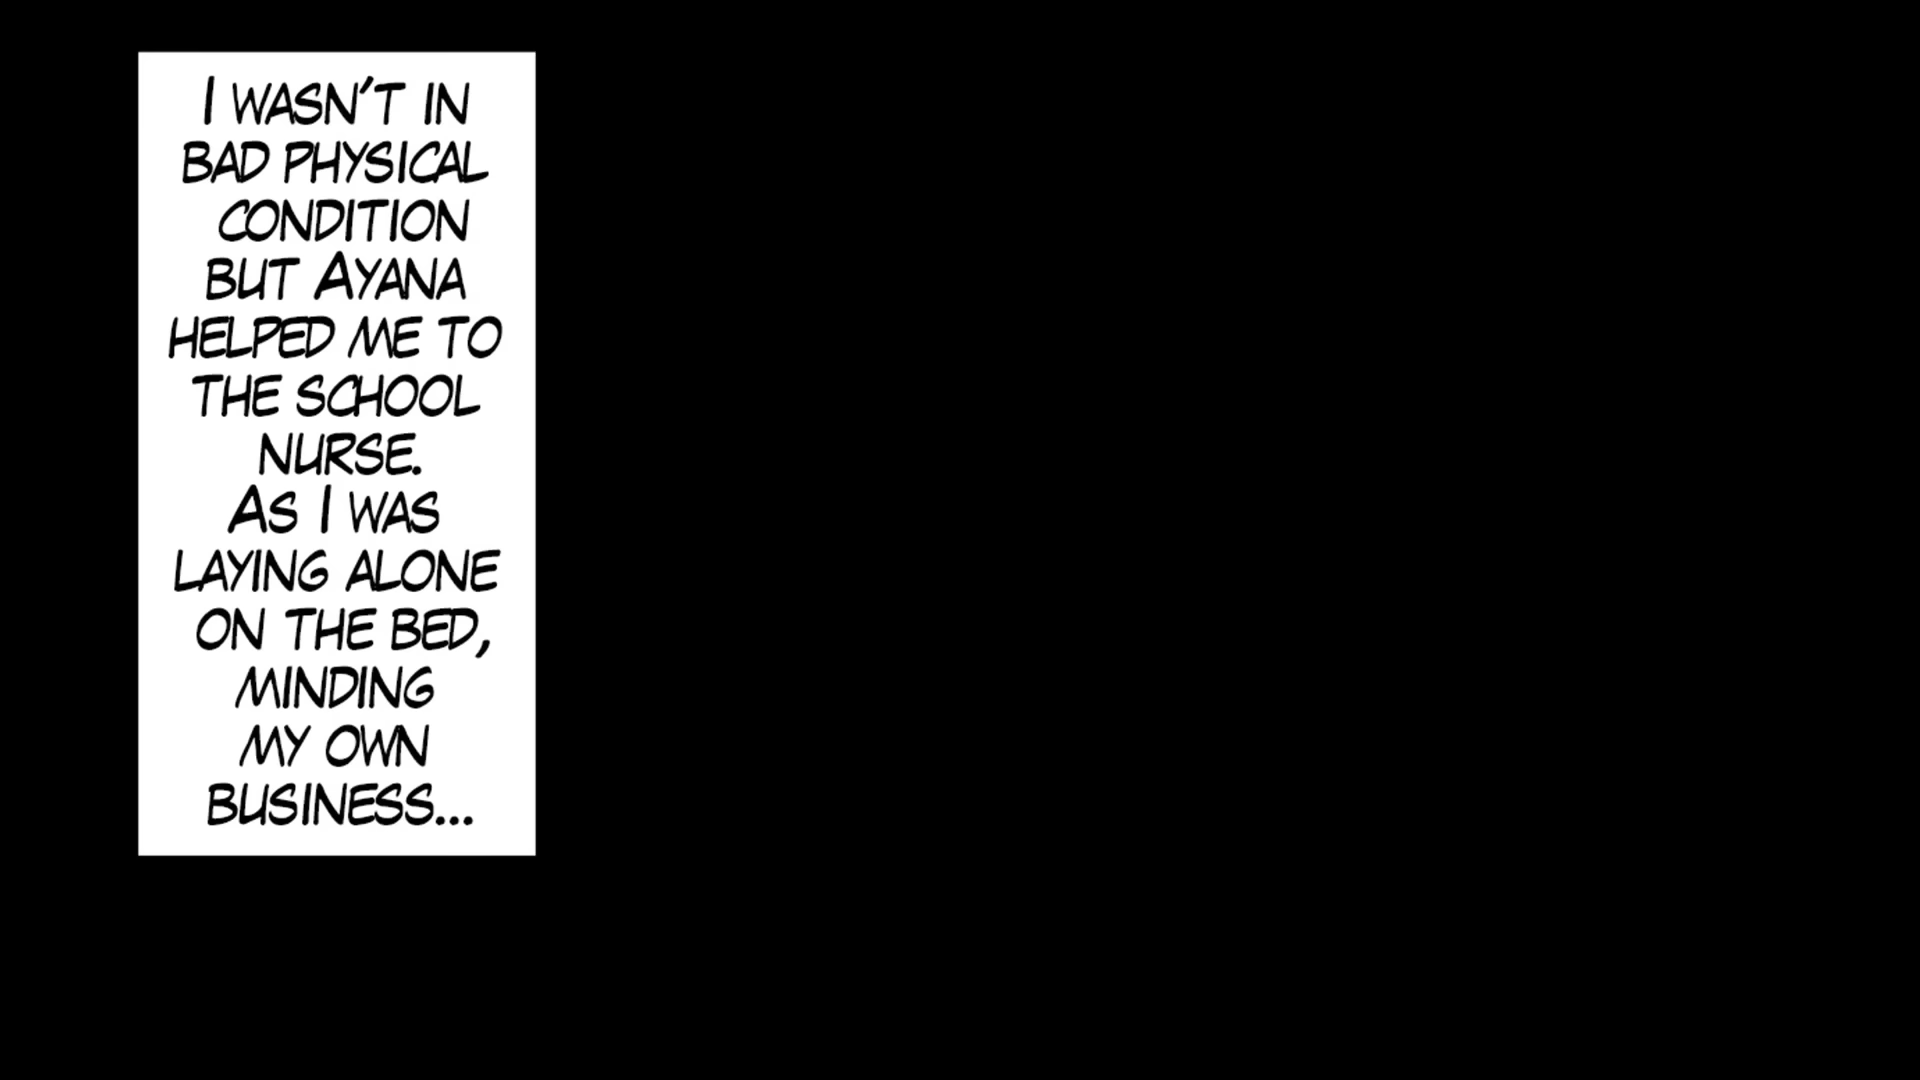 I WASN'T IN
BAD PHYSICAL
CONDITION
BUT AYANA
HELPED ME TO
THE SCHOOL
NURSE.
AS I WAS
LAYING ALONE
ON THE BED,
MINDING
MY OWN
BUSINESS...